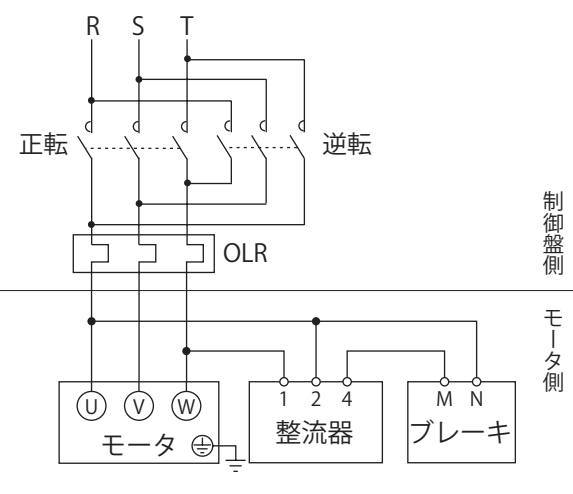 R S T
正転
逆転
制御盤側
OLR
モータ側
U V W
1 2 4
M N
モータ
整流器
ブレーキ